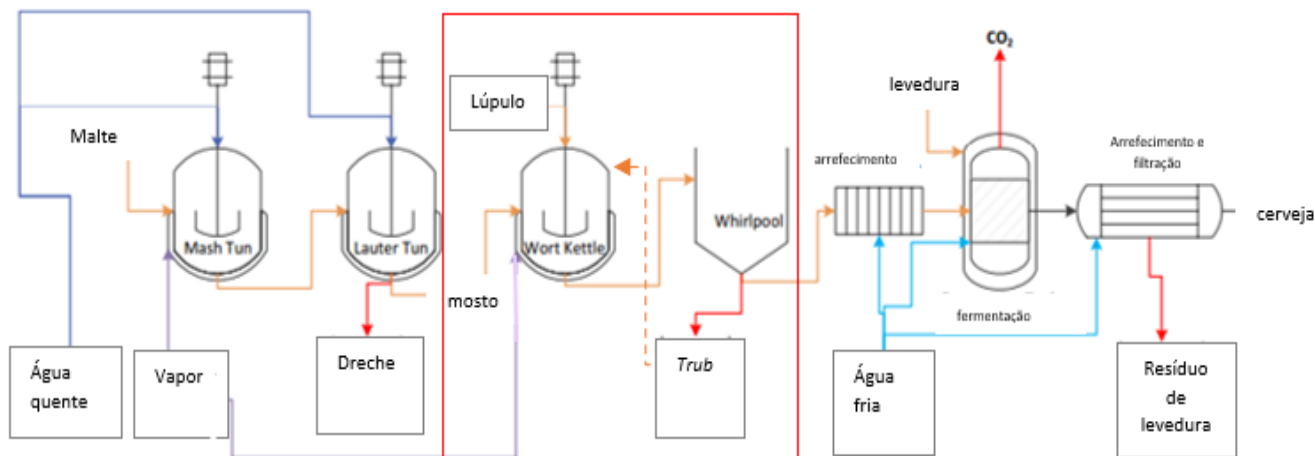 CO₂
levedura
Lúpulo
Malte
Arrefecimento e
filtração
arrefecimento
Mash Tun
Lauter Tun
Wort Kettle
Whirlpool
cerveja
mosto
fermentação
Água
quente
Vapor
Dreche
Trub
Água
fria
Resíduo
de
levedura